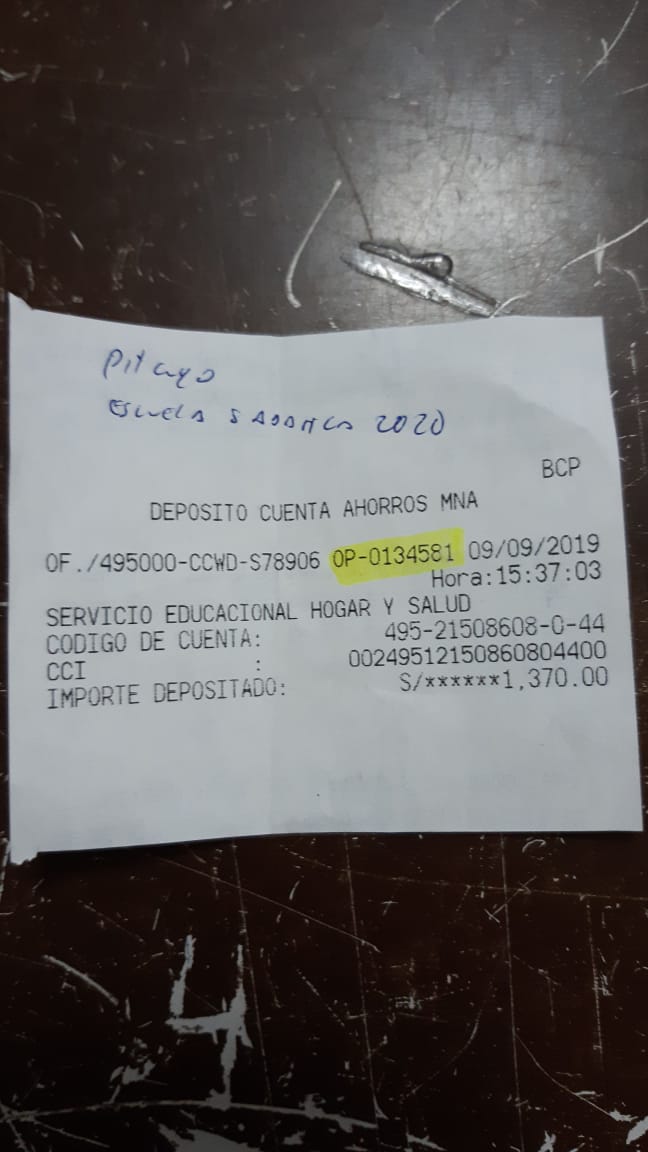 Pitayo
Escuela Sabatica 2020
BCP
DEPOSITO CUENTA AHORROS MNA
OF./495000-CCWD-S78906 OP-0134581 09/09/2019
Hora:15:37:03
SERVICIO EDUCACIONAL HOGAR Y SALUD
CODIGO DE CUENTA: 495-21508608-0-44
CCI : 00249512150860804400
IMPORTE DEPOSITADO: S/******1,370.00